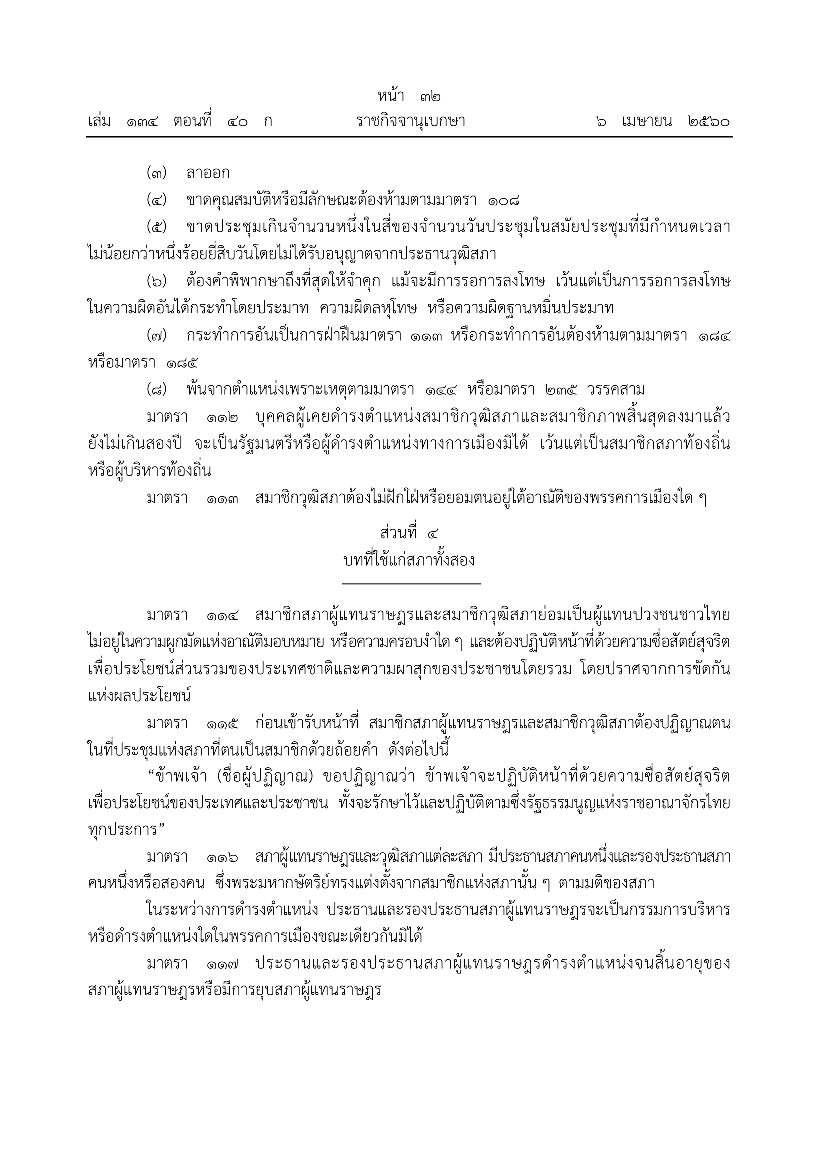 หน้า ๓๒
เล่ม ๑๓๔ ตอนที่ ๔๐ ก ราชกิจจานุเบกษา ๖ เมษายน ๒๕๖๐
(๓) ลาออก
(๔) ขาดคุณสมบัติหรือมีลักษณะต้องห้ามตามมาตรา ๑๐๘
(๕) ขาดประชุมเกินจำนวนหนึ่งในสี่ของจำนวนวันประชุมในสมัยประชุมที่มีกำหนดเวลา
ไม่น้อยกว่าหนึ่งร้อยยี่สิบวันโดยไม่ได้รับอนุญาตจากประธานวุฒิสภา
(๖) ต้องคำพิพากษาถึงที่สุดให้จำคุก แม้จะมีการรอการลงโทษ เว้นแต่เป็นการรอการลงโทษ
ในความผิดอันได้กระทำโดยประมาท ความผิดลหุโทษ หรือความผิดฐานหมิ่นประมาท
(๗) กระทำการอันเป็นการฝ่าฝืนมาตรา ๑๑๓ หรือกระทำการอันต้องห้ามตามมาตรา ๑๘๔
หรือมาตรา ๑๘๕
(๘) พ้นจากตำแหน่งเพราะเหตุตามมาตรา ๑๔๔ หรือมาตรา ๒๓๕ วรรคสาม
มาตรา ๑๑๒ บุคคลผู้เคยดำรงตำแหน่งสมาชิกวุฒิสภาและสมาชิกภาพสิ้นสุดลงมาแล้ว
ยังไม่เกินสองปี จะเป็นรัฐมนตรีหรือผู้ดำรงตำแหน่งทางการเมืองมิได้ เว้นแต่เป็นสมาชิกสภาท้องถิ่น
หรือผู้บริหารท้องถิ่น
มาตรา ๑๑๓ สมาชิกวุฒิสภาต้องไม่ฝักใฝ่หรือยอมตนอยู่ใต้อาณัติของพรรคการเมืองใด ๆ
ส่วนที่ ๔
บทที่ใช้แก่สภาทั้งสอง
มาตรา ๑๑๔ สมาชิกสภาผู้แทนราษฎรและสมาชิกวุฒิสภาย่อมเป็นผู้แทนปวงชนชาวไทย
ไม่อยู่ในความผูกมัดแห่งอาณัติมอบหมาย หรือความครอบงำใด ๆ และต้องปฏิบัติหน้าที่ด้วยความซื่อสัตย์สุจริต
เพื่อประโยชน์ส่วนรวมของประเทศชาติและความผาสุกของประชาชนโดยรวม โดยปราศจากการขัดกัน
แห่งผลประโยชน์
มาตรา ๑๑๕ ก่อนเข้ารับหน้าที่ สมาชิกสภาผู้แทนราษฎรและสมาชิกวุฒิสภาต้องปฏิญาณตน
ในที่ประชุมแห่งสภาที่ตนเป็นสมาชิกด้วยถ้อยคำ ดังต่อไปนี้
“ข้าพเจ้า (ชื่อผู้ปฏิญาณ) ขอปฏิญาณว่า ข้าพเจ้าจะปฏิบัติหน้าที่ด้วยความซื่อสัตย์สุจริต
เพื่อประโยชน์ของประเทศและประชาชน ทั้งจะรักษาไว้และปฏิบัติตามซึ่งรัฐธรรมนูญแห่งราชอาณาจักรไทย
ทุกประการ”
มาตรา ๑๑๖ สภาผู้แทนราษฎรและวุฒิสภาแต่ละสภา มีประธานสภาคนหนึ่งและรองประธานสภา
คนหนึ่งหรือสองคน ซึ่งพระมหากษัตริย์ทรงแต่งตั้งจากสมาชิกแห่งสภานั้น ๆ ตามมติของสภา
ในระหว่างการดำรงตำแหน่ง ประธานและรองประธานสภาผู้แทนราษฎรจะเป็นกรรมการบริหาร
หรือดำรงตำแหน่งใดในพรรคการเมืองขณะเดียวกันมิได้
มาตรา ๑๑๗ ประธานและรองประธานสภาผู้แทนราษฎรดำรงตำแหน่งจนสิ้นอายุของ
สภาผู้แทนราษฎรหรือมีการยุบสภาผู้แทนราษฎร